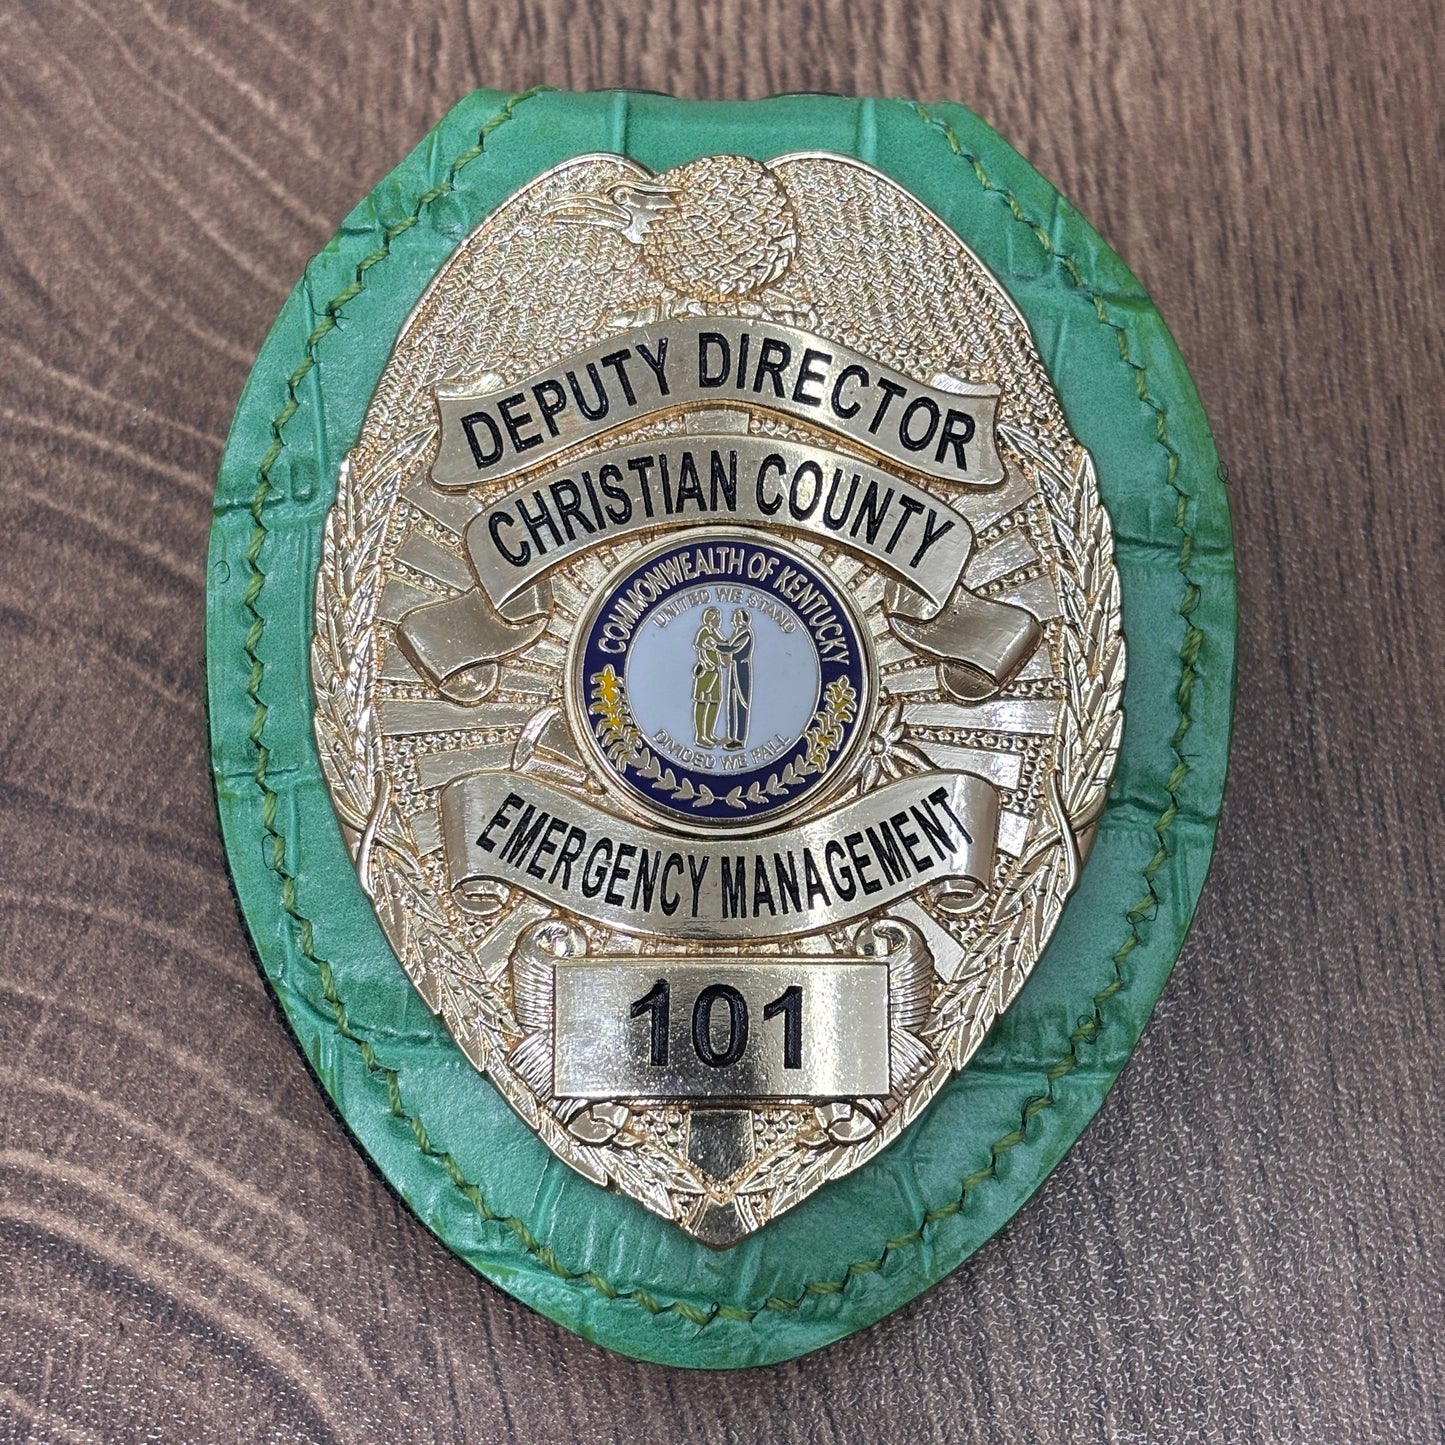 DEPUTY DIRECTOR
CHRISTIAN COUNTY
COMMONWEALTH OF KENTUCKY
UNITED WE STAND
DIVIDED WE FALL
EMERGENCY MANAGEMENT
101